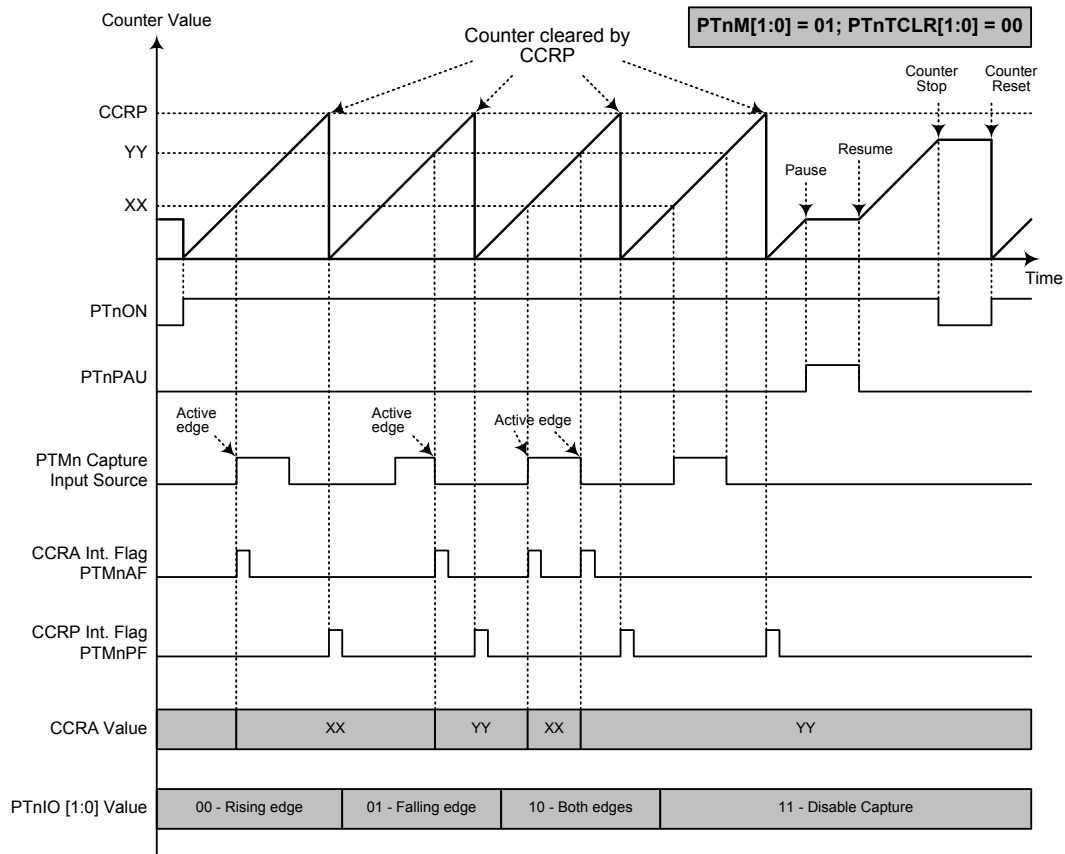 Counter Value
PTnM[1:0] = 01; PTnTCLR[1:0] = 00
Counter cleared by
CCRP
Counter
Stop
Counter
Reset
CCRP
YY
XX
Pause
Resume
Time
PTnON
PTnPAU
Active
edge
Active
edge
Active edge
PTMn Capture
Input Source
CCRA Int. Flag
PTMnAF
CCRP Int. Flag
PTMnPF
CCRA Value
XX
YY
XX
YY
PTnIO [1:0] Value
00 - Rising edge
01 - Falling edge
10 - Both edges
11 - Disable Capture